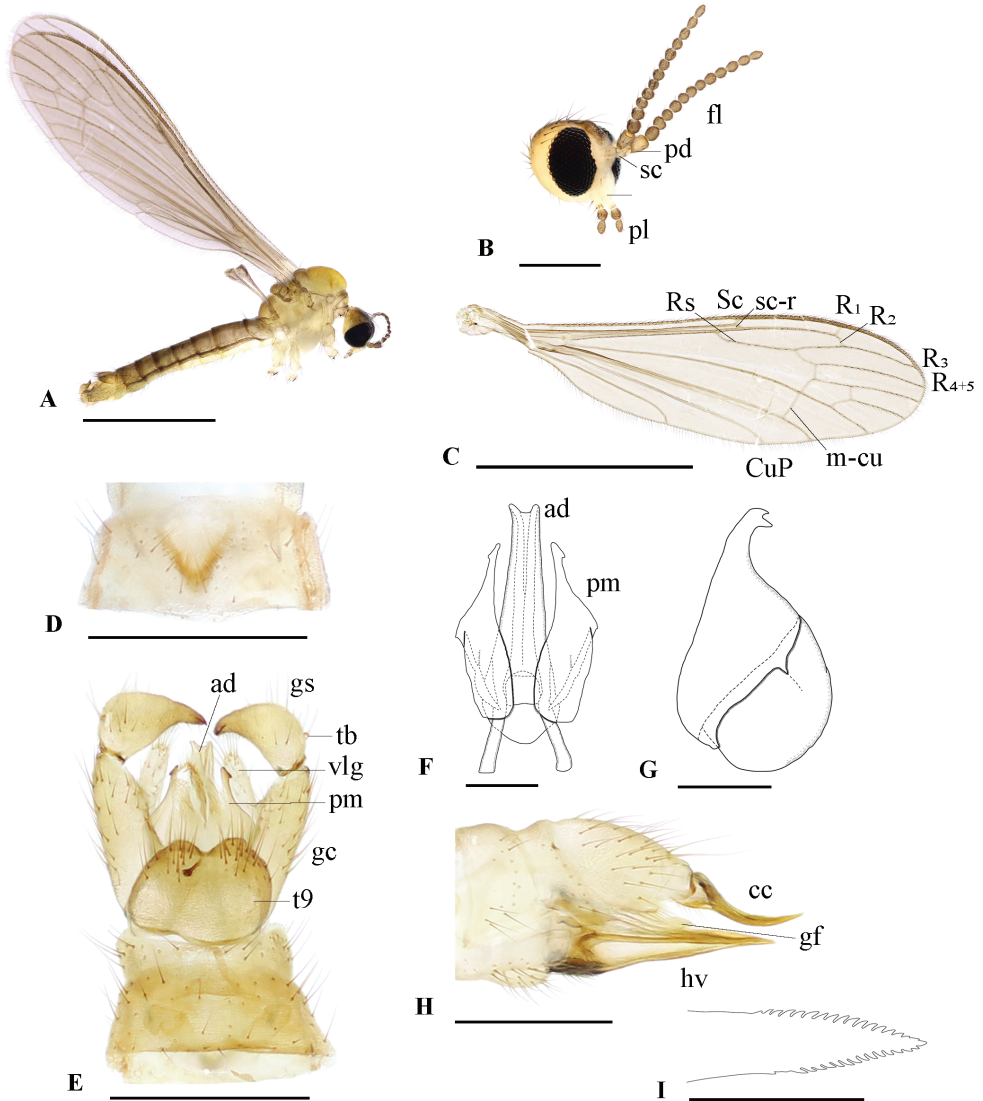 A
fl
pd
sc
pl
B
Rs
Sc
sc-r
R1
R2
R3
R4+5
m-cu
CuP
C
D
ad
gs
tb
vlg
pm
gc
t9
E
ad
pm
F
G
cc
gf
hv
H
I